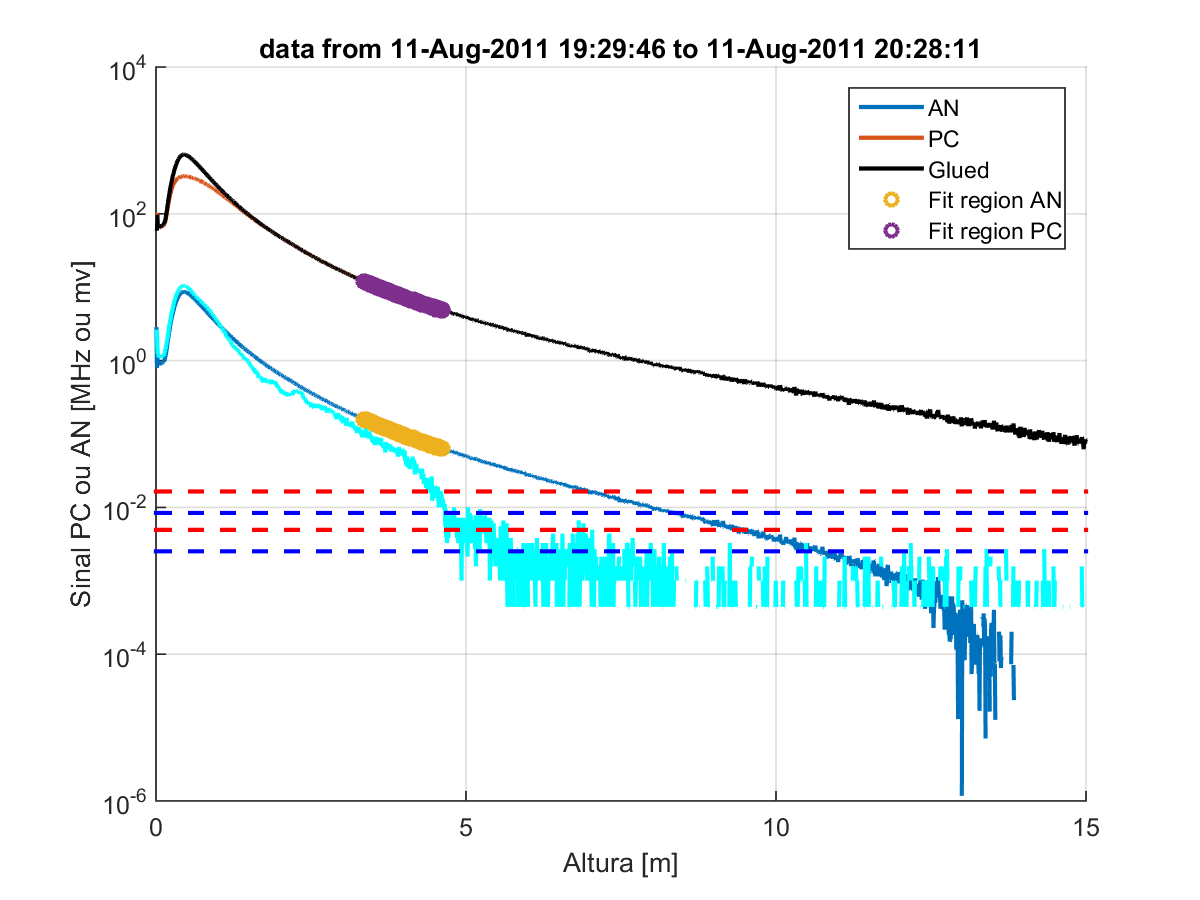 data from 11-Aug-2011 19:29:46 to 11-Aug-2011 20:28:11
Sinal PC ou AN [MHz ou mv]
10^4
10^2
10^0
10^-2
10^-4
10^-6
AN
PC
Glued
Fit region AN
Fit region PC
0 5 10 15
Altura [m]